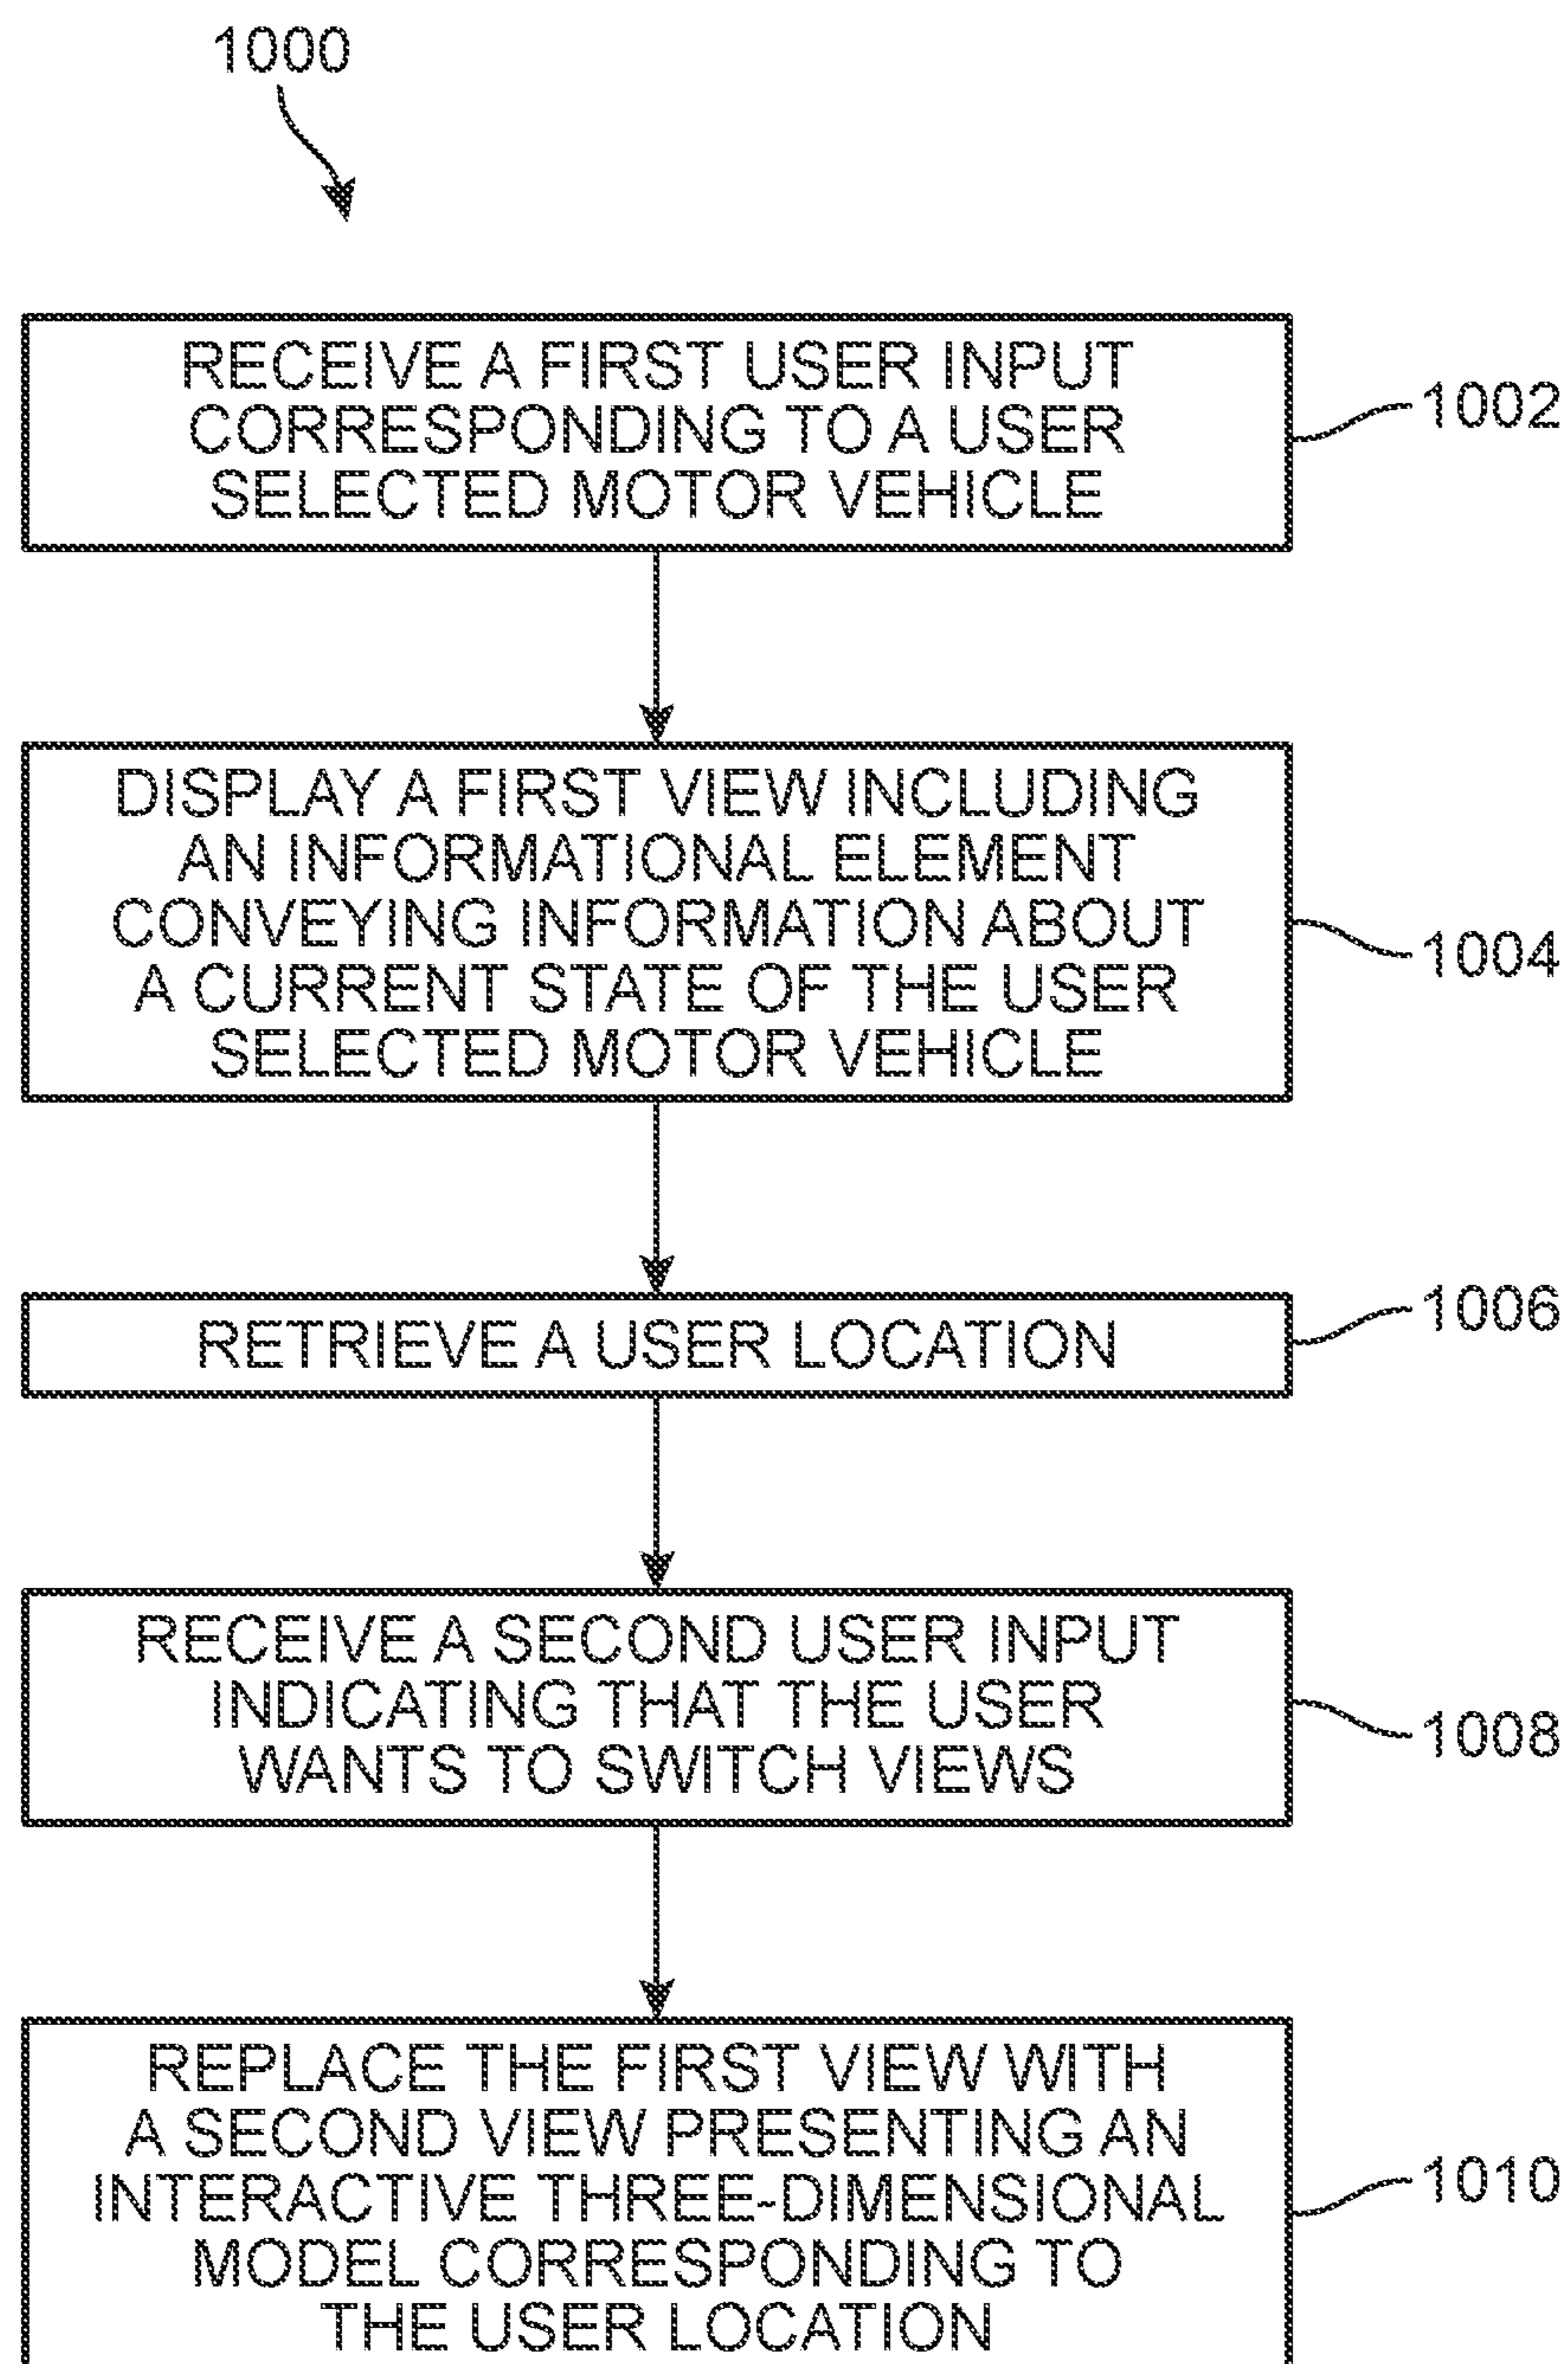 1000
RECEIVE A FIRST USER INPUT
CORRESPONDING TO A USER
SELECTED MOTOR VEHICLE
1002
DISPLAY A FIRST VIEW INCLUDING
AN INFORMATIONAL ELEMENT
CONVEYING INFORMATION ABOUT
A CURRENT STATE OF THE USER
SELECTED MOTOR VEHICLE
1004
RETRIEVE A USER LOCATION
1006
RECEIVE A SECOND USER INPUT
INDICATING THAT THE USER
WANTS TO SWITCH VIEWS
1008
REPLACE THE FIRST VIEW WITH
A SECOND VIEW PRESENTING AN
INTERACTIVE THREE-DIMENSIONAL
MODEL CORRESPONDING TO
THE USER LOCATION
1010